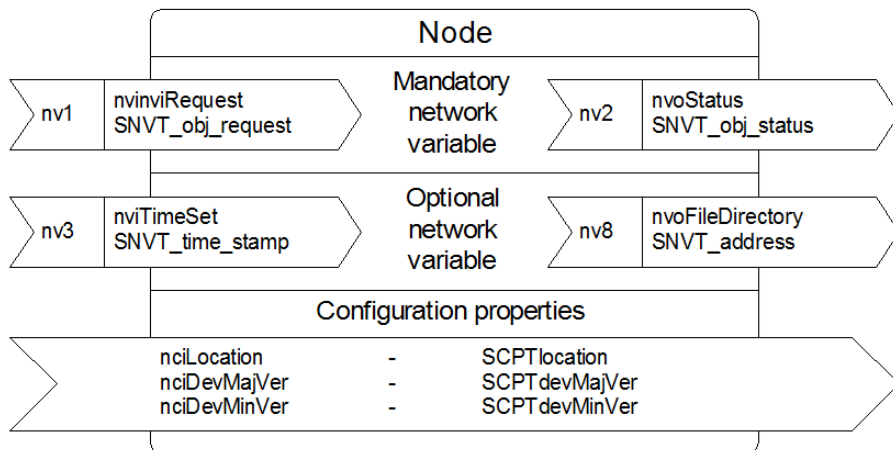 Node
nv1
nvinviRequest
SNVT_obj_request
Mandatory
network
variable
nv2
nvoStatus
SNVT_obj_status
nv3
nviTimeSet
SNVT_time_stamp
Optional
network
variable
nv8
nvoFileDirectory
SNVT_address
Configuration properties
nciLocation - SCPTlocation
nciDevMajVer - SCPTdevMajVer
nciDevMinVer - SCPTdevMinVer